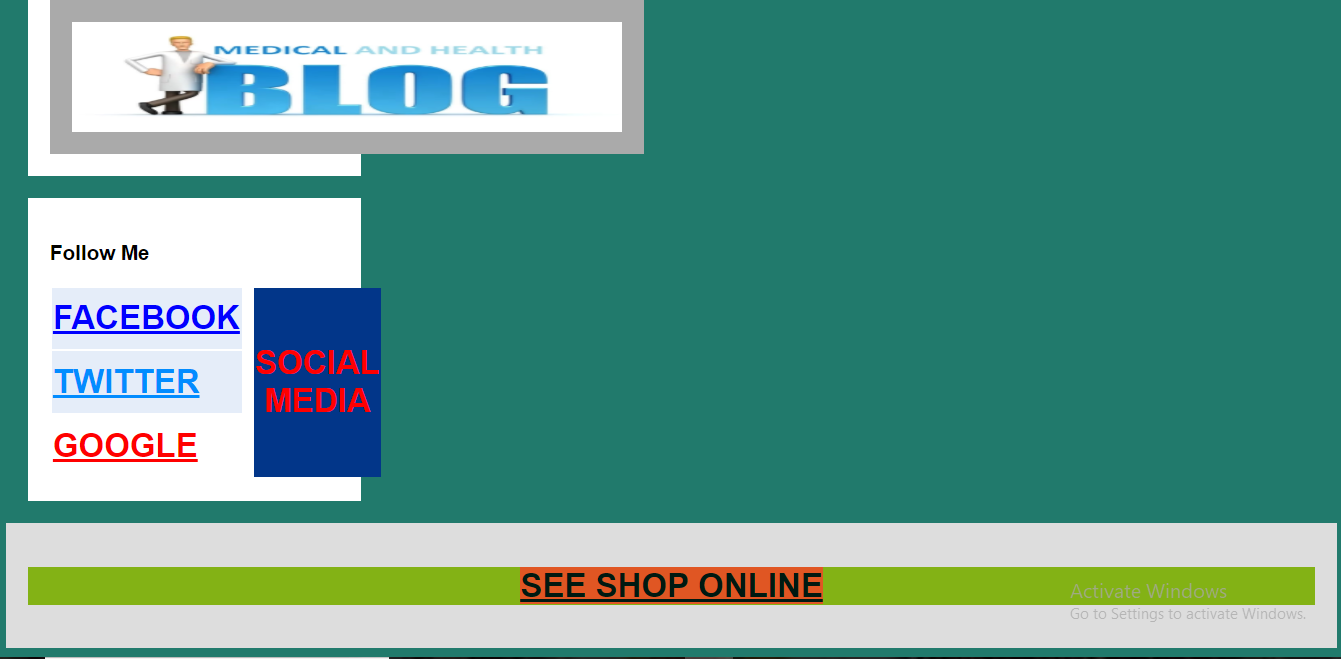 MEDICAL AND HEALTH
BLOG
Follow Me
FACEBOOK
TWITTER
GOOGLE
SOCIAL
MEDIA
SEE SHOP ONLINE
Activate Windows
Go to Settings to activate Windows.